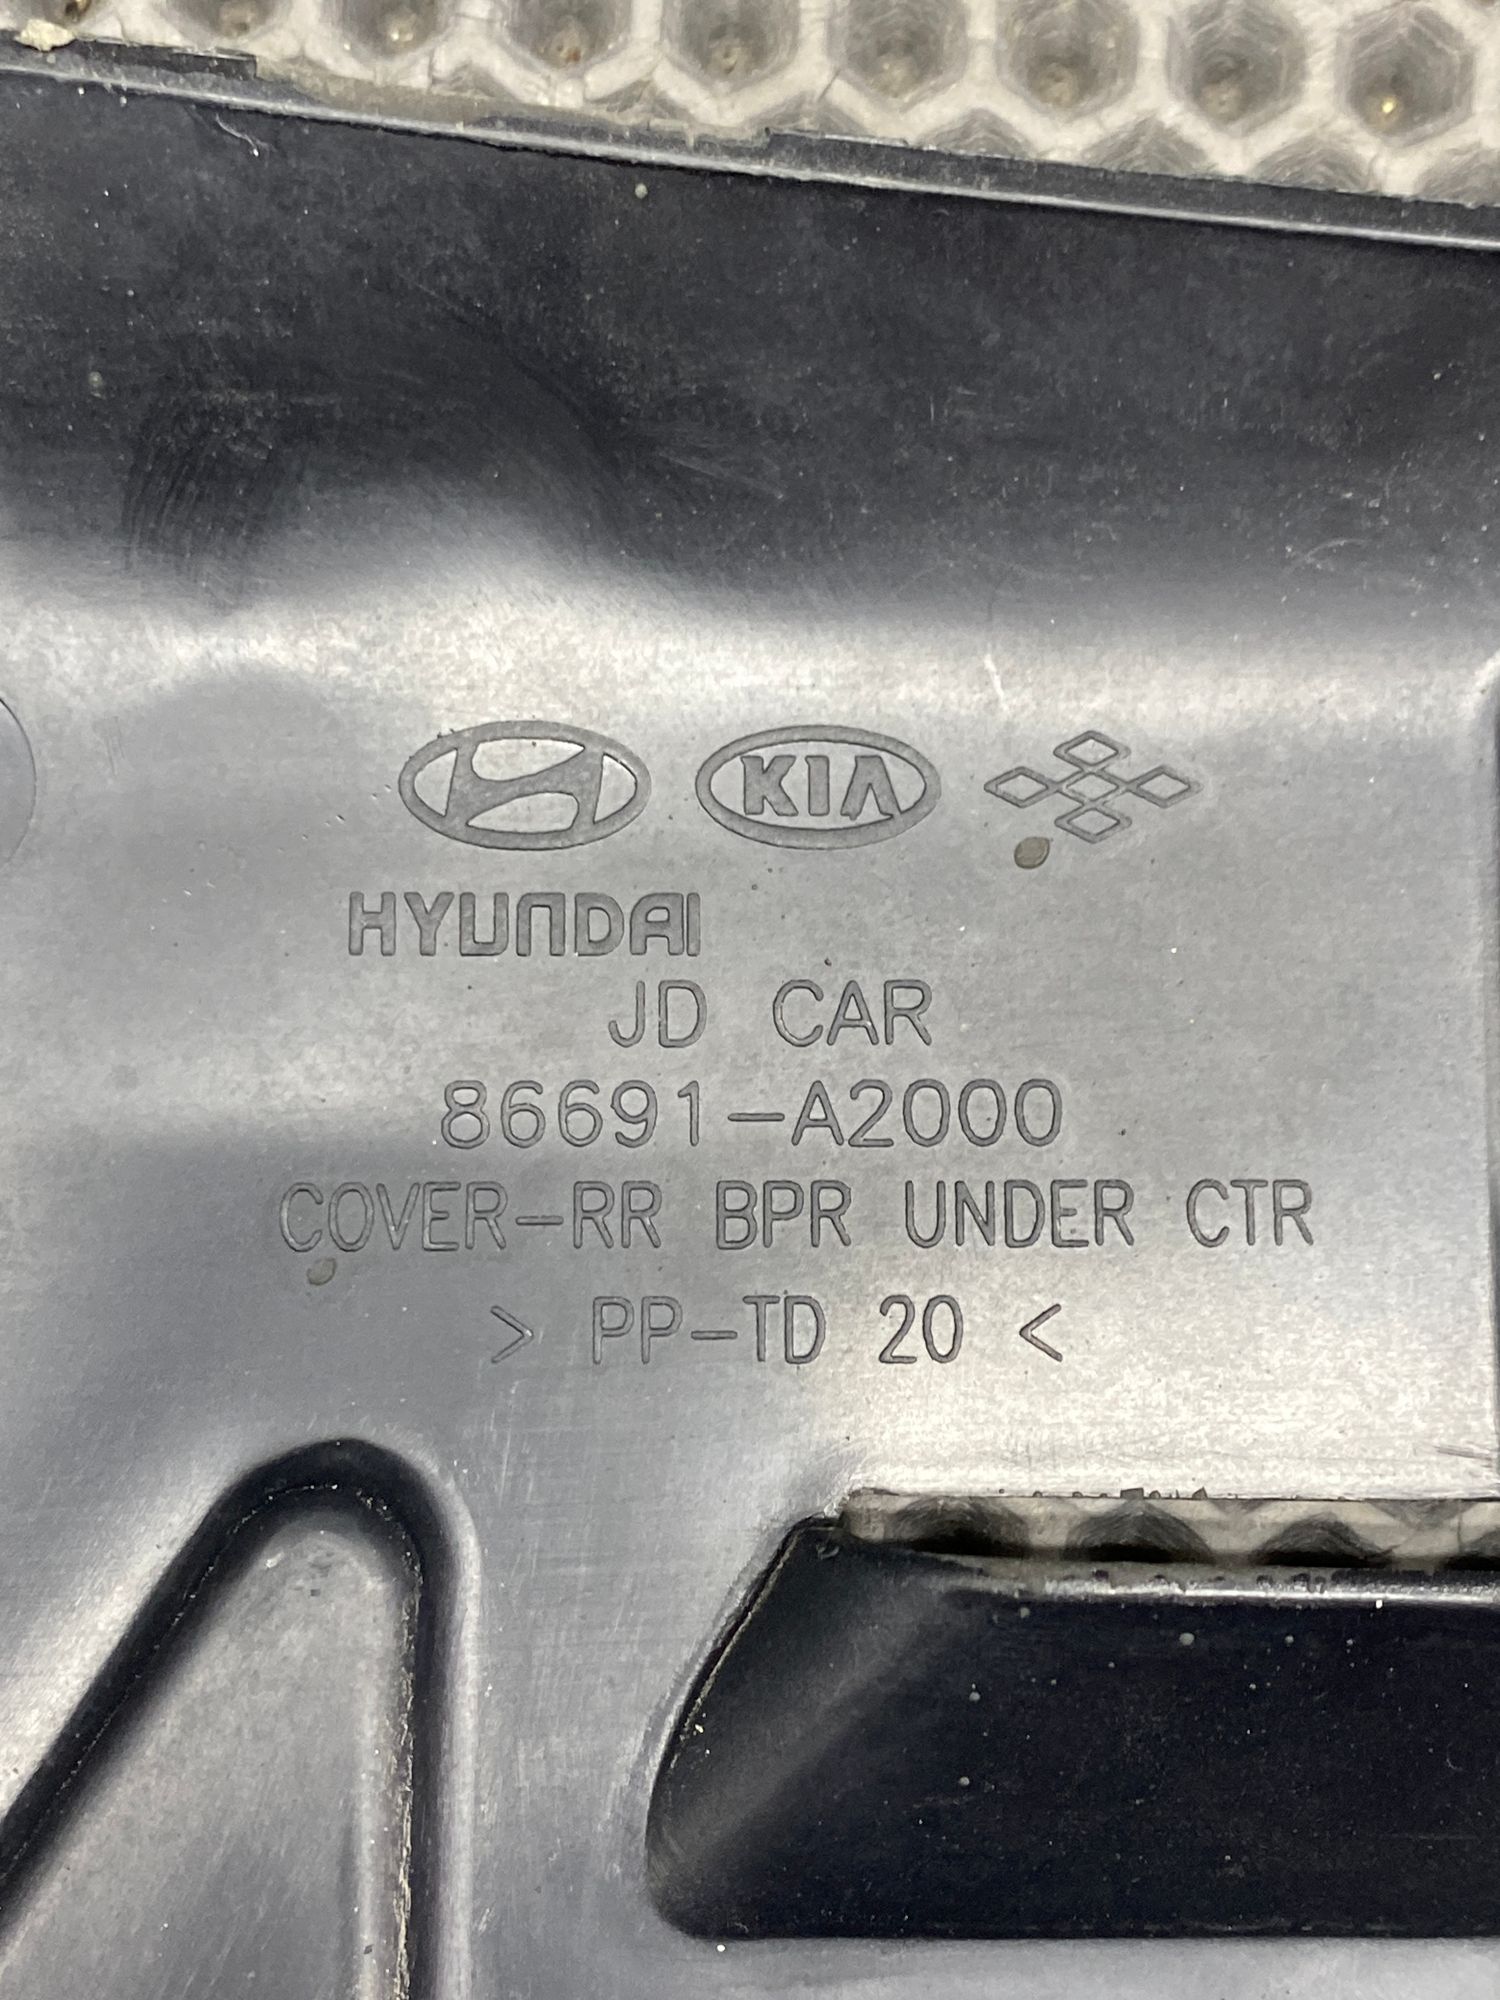 KIA
HYUNDAI
JD CAR
86691-A2000
COVER-RR BPR UNDER CTR
> PP-TD 20 <